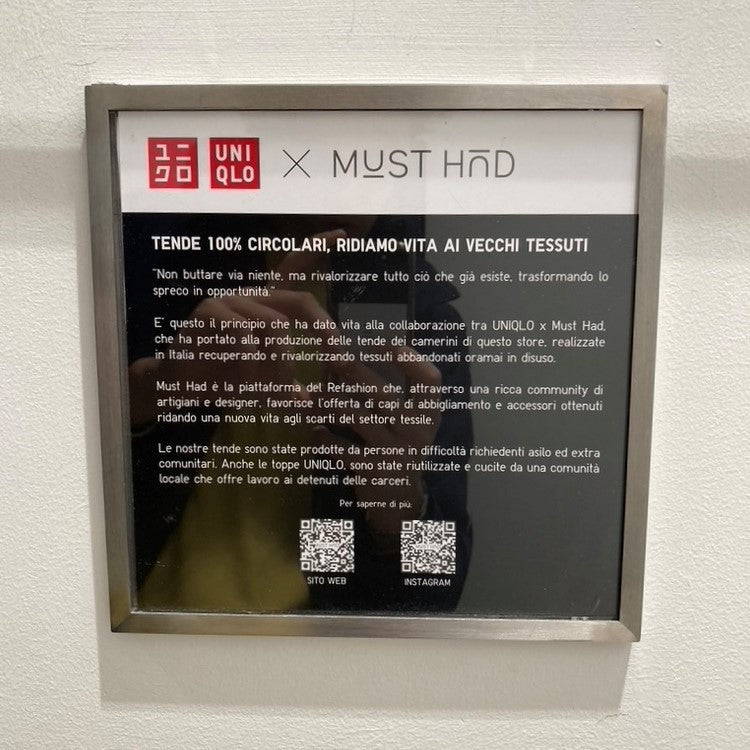 ユニ UNI
クロ QLO × MUST HAD
TENDE 100% CIRCOLARI, RIDIAMO VITA AI VECCHI TESSUTI
"Non buttare via niente, ma rivalorizzare tutto ciò che già esiste, trasformando lo
spreco in opportunità."
E' questo il principio che ha dato vita alla collaborazione tra UNIQLO x Must Had,
che ha portato alla produzione delle tende dei camerini di questo store, realizzate
in Italia recuperando e rivalorizzando tessuti abbandonati oramai in disuso.
Must Had è la piattaforma del Refashion che, attraverso una ricca community di
artigiani e designer, favorisce l'offerta di capi di abbigliamento e accessori ottenuti
ridando una nuova vita agli scarti del settore tessile.
Le nostre tende sono state prodotte da persone in difficoltà richiedenti asilo ed extra
comunitari. Anche le toppe UNIQLO, sono state riutilizzate e cucite da una comunità
locale che offre lavoro ai detenuti delle carceri.
Per saperne di più:
SITO WEB INSTAGRAM